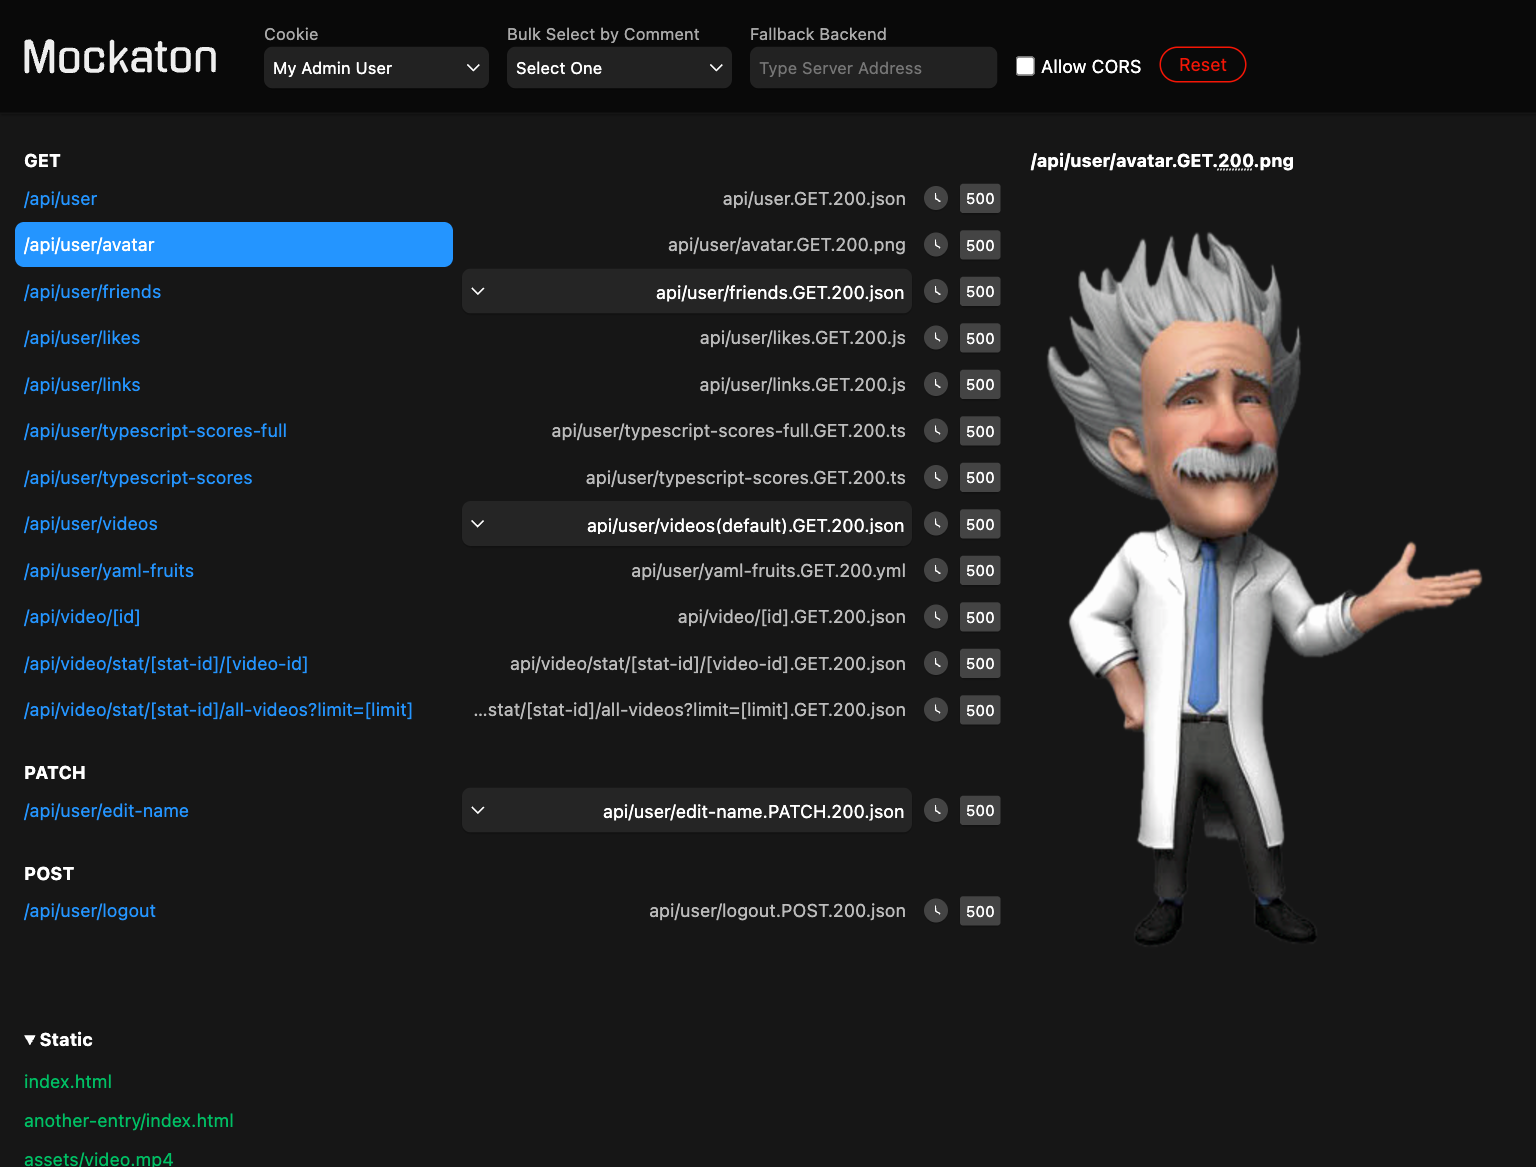 Mockaton
Cookie
My Admin User
Bulk Select by Comment
Select One
Fallback Backend
Type Server Address
Allow CORS
Reset
GET
/api/user api/user.GET.200.json 500
/api/user/avatar api/user/avatar.GET.200.png 500
/api/user/friends api/user/friends.GET.200.json 500
/api/user/likes api/user/likes.GET.200.js 500
/api/user/links api/user/links.GET.200.js 500
/api/user/typescript-scores-full api/user/typescript-scores-full.GET.200.ts 500
/api/user/typescript-scores api/user/typescript-scores.GET.200.ts 500
/api/user/videos api/user/videos(default).GET.200.json 500
/api/user/yaml-fruits api/user/yaml-fruits.GET.200.yml 500
/api/video/[id] api/video/[id].GET.200.json 500
/api/video/stat/[stat-id]/[video-id] api/video/stat/[stat-id]/[video-id].GET.200.json 500
/api/video/stat/[stat-id]/all-videos?limit=[limit] ...stat/[stat-id]/all-videos?limit=[limit].GET.200.json 500
PATCH
/api/user/edit-name api/user/edit-name.PATCH.200.json 500
POST
/api/user/logout api/user/logout.POST.200.json 500
Static
index.html
another-entry/index.html
assets/video.mp4
/api/user/avatar.GET.200.png